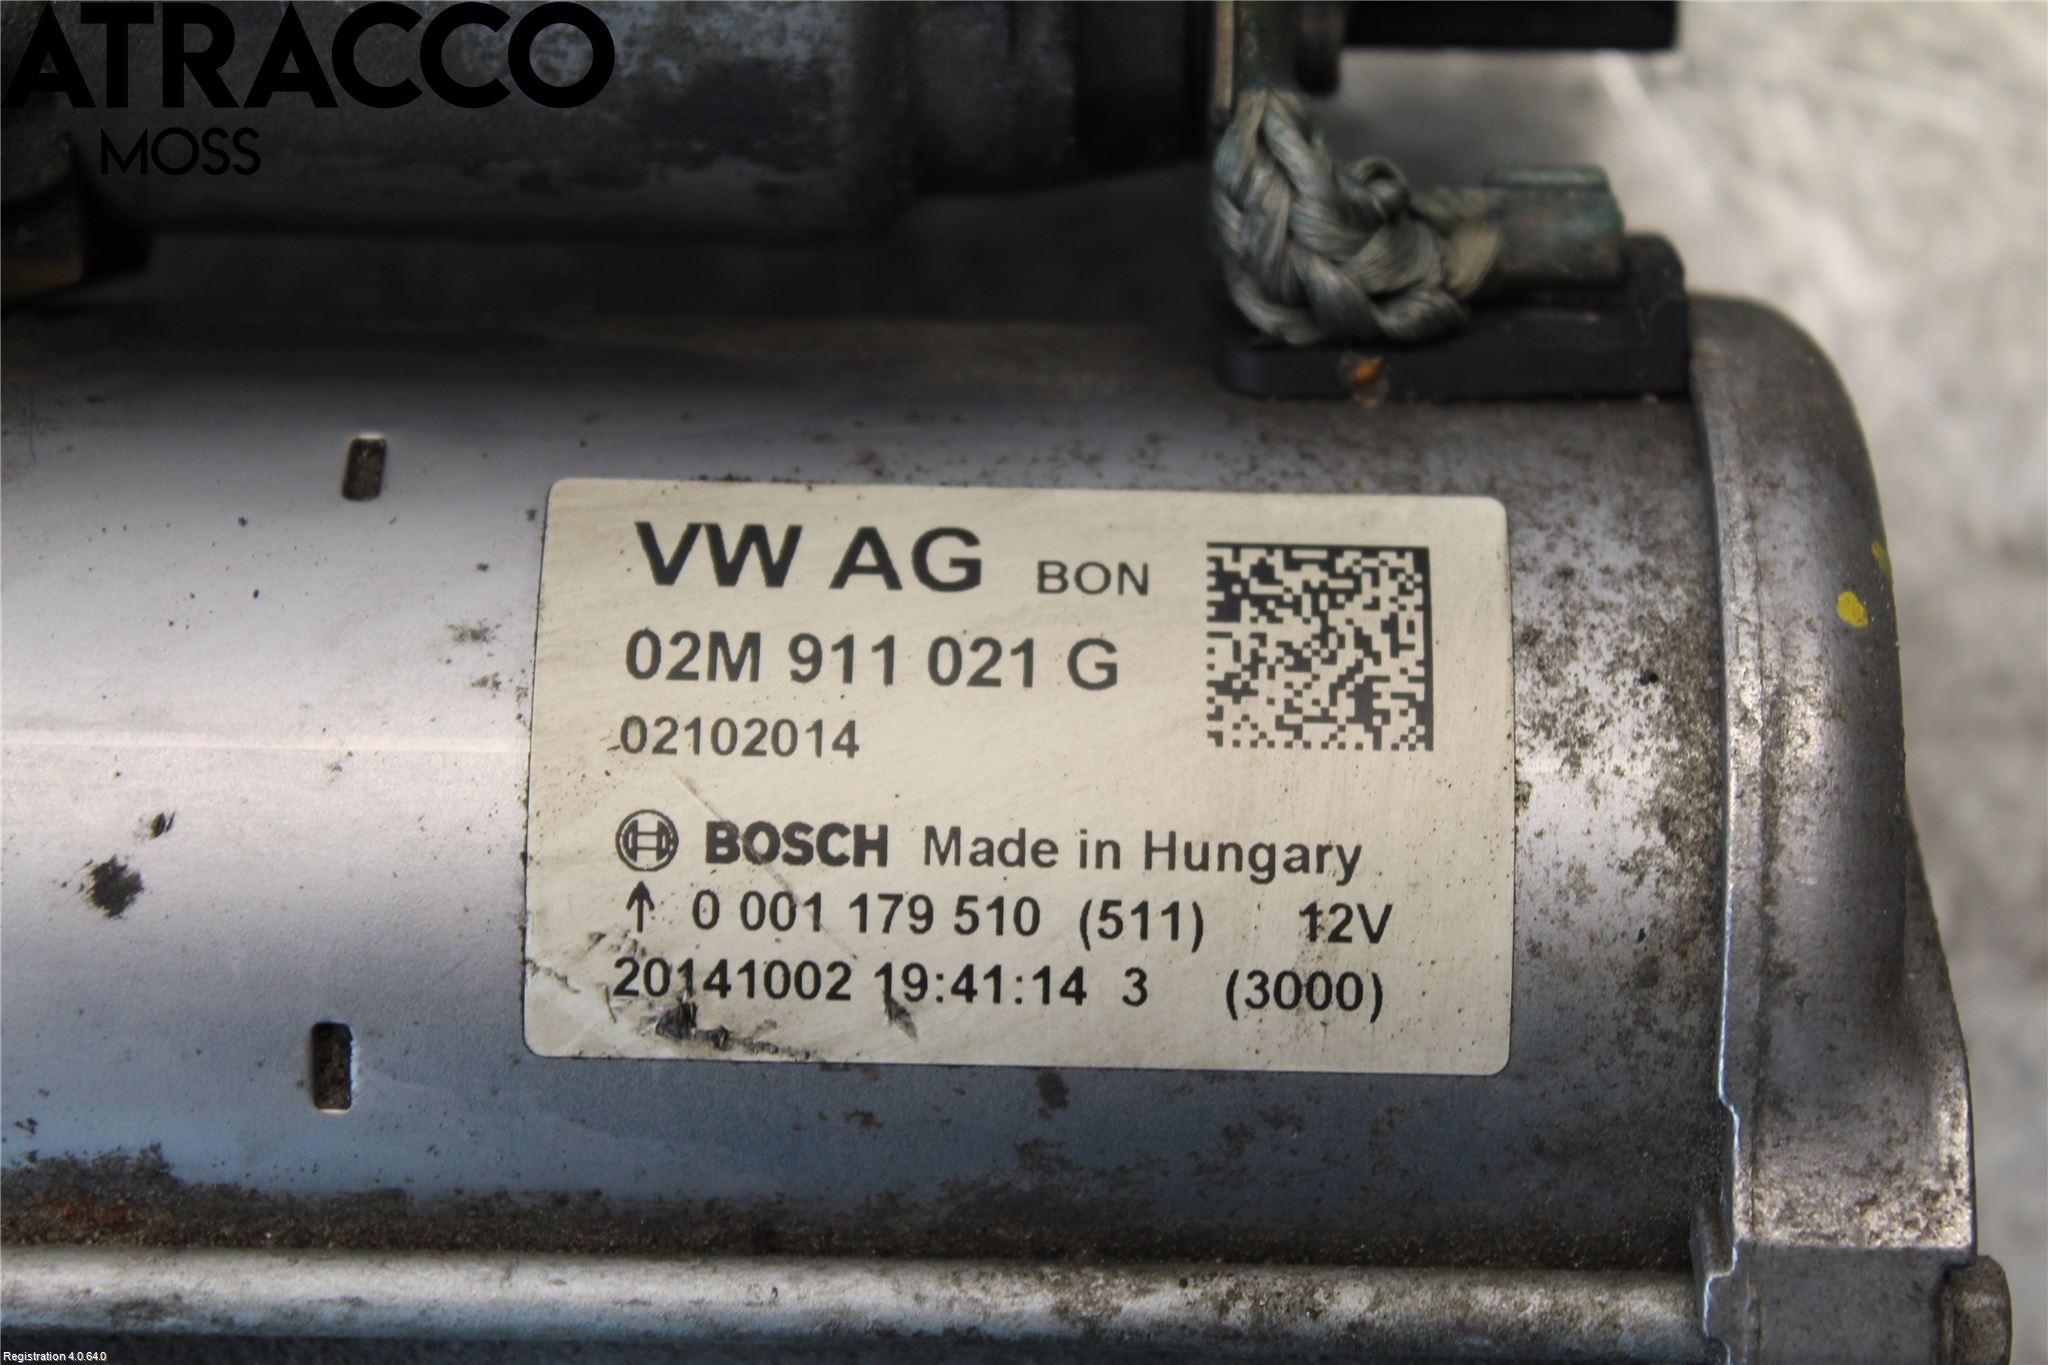 ATRACCO
MOSS
VW AG BON
02M 911 021 G
02102014
BOSCH Made in Hungary
↑ 0 001 179 510 (511) 12V
20141002 19:41:14 3 (3000)
Registration 4.0.64.0